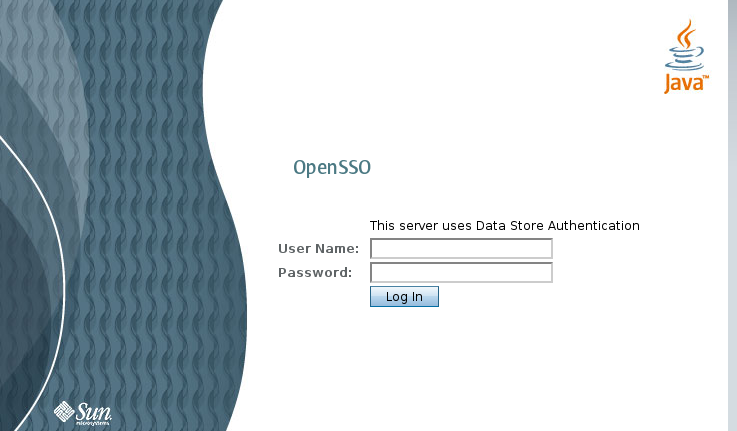 Java™
OpenSSO
This server uses Data Store Authentication
User Name:
Password:
Log In
Sun
microsystems